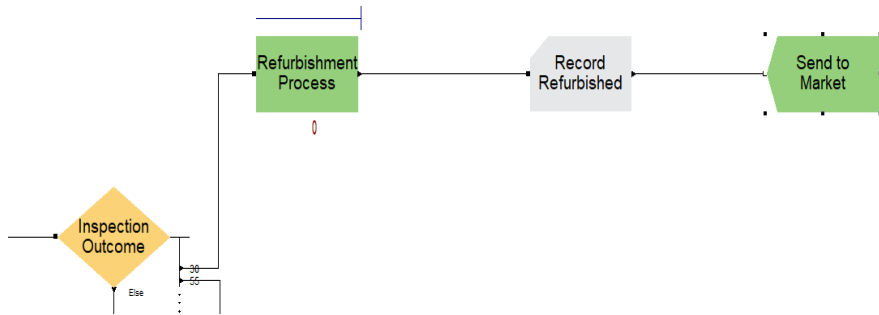 Refurbishment
Process
Record
Refurbished
Send to
Market
0
Inspection
Outcome
30
55
Else